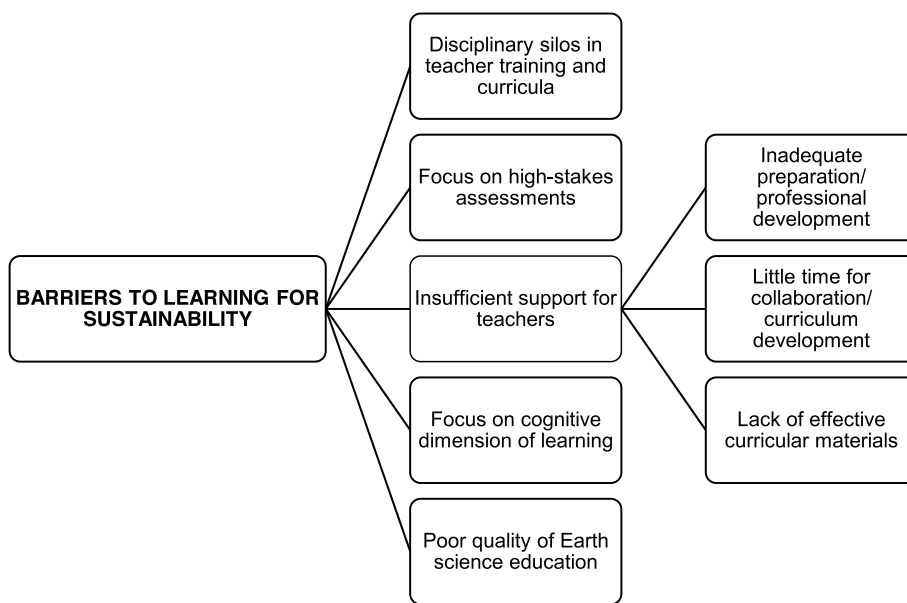 BARRIERS TO LEARNING FOR
SUSTAINABILITY
Disciplinary silos in
teacher training and
curricula
Focus on high-stakes
assessments
Insufficient support for
teachers
Focus on cognitive
dimension of learning
Poor quality of Earth
science education
Inadequate
preparation/
professional
development
Little time for
collaboration/
curriculum
development
Lack of effective
curricular materials